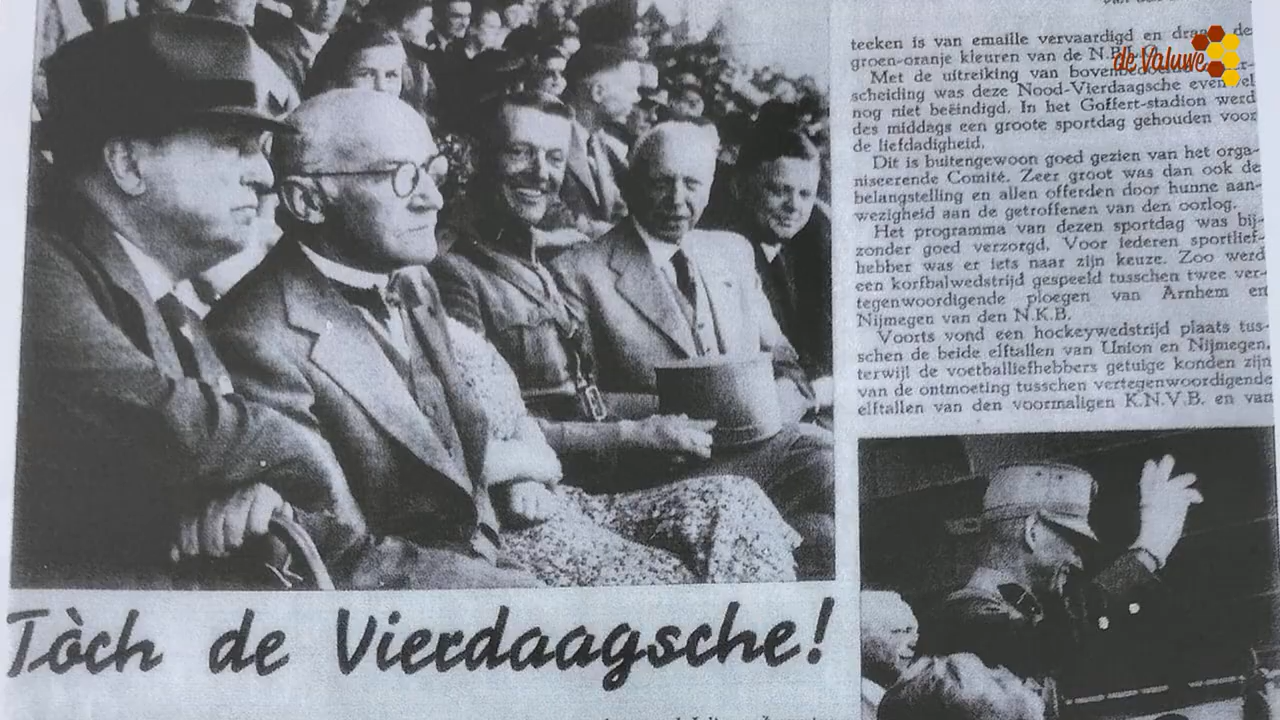 teeken is van emaille vervaardigd en draagt de
groen-oranje kleuren van de N.B.
de Valuwe
Met de uitreiking van
scheiding was deze Nood-Vierdaagsche evenwel
nog niet beëindigd. In het Goffert-stadion werd
des middags een groote sportdag gehouden voor
de liefdadigheid.
Dit is buitengewoon goed gezien van het orga-
niseerende Comité. Zeer groot was dan ook de
belangstelling en allen offerden door hunne aan-
wezigheid aan de getroffenen van den oorlog.
Het programma van dezen sportdag was bij-
zonder goed verzorgd. Voor iederen sportlief-
hebber was er iets naar zijn keuze. Zoo werd
een korfbalwedstrijd gespeeld tusschen twee ver-
tegenwoordigende ploegen van Arnhem en
Nijmegen van den N.K.B.
Voorts vond een hockeywedstrijd plaats tus-
schen de beide elftallen van Union en Nijmegen,
terwijl de voetballiefhebbers getuige konden zijn
van de ontmoeting tusschen vertegenwoordigende
elftallen van den voormaligen K.N.V.B. en van
Tòch de Vierdaagsche!